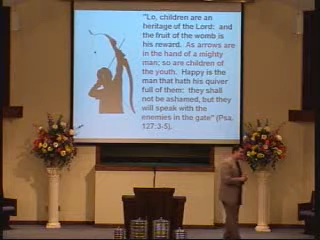 "Lo, children are an
heritage of the Lord:  and
the fruit of the womb is
his reward.  As arrows are
in the hand of a mighty
man; so are children of
the youth.  Happy is the
man that hath his quiver
full of them:  they shall
not be ashamed, but they
will speak with the
enemies in the gate" (Psa.
127:3-5).